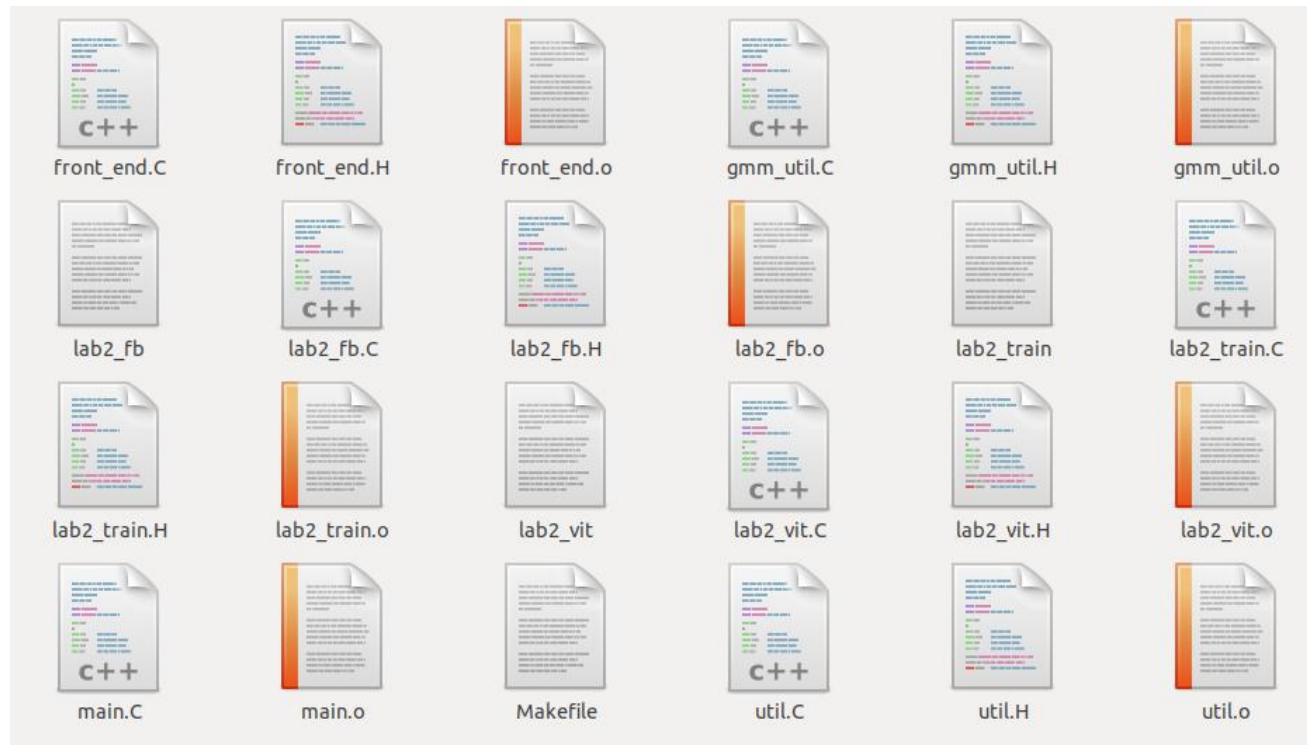 c++
c++
front_end.C front_end.H front_end.o gmm_util.C gmm_util.H gmm_util.o
c++
c++
lab2_fb lab2_fb.C lab2_fb.H lab2_fb.o lab2_train lab2_train.C
c++
lab2_train.H lab2_train.o lab2_vit lab2_vit.C lab2_vit.H lab2_vit.o
c++
c++
main.C main.o Makefile util.C util.H util.o